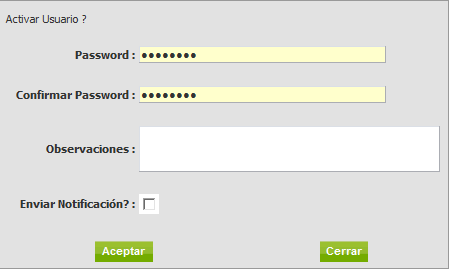 Activar Usuario ?
Password : ••••••••
Confirmar Password : ••••••••
Observaciones :
Enviar Notificación? :
Aceptar Cerrar